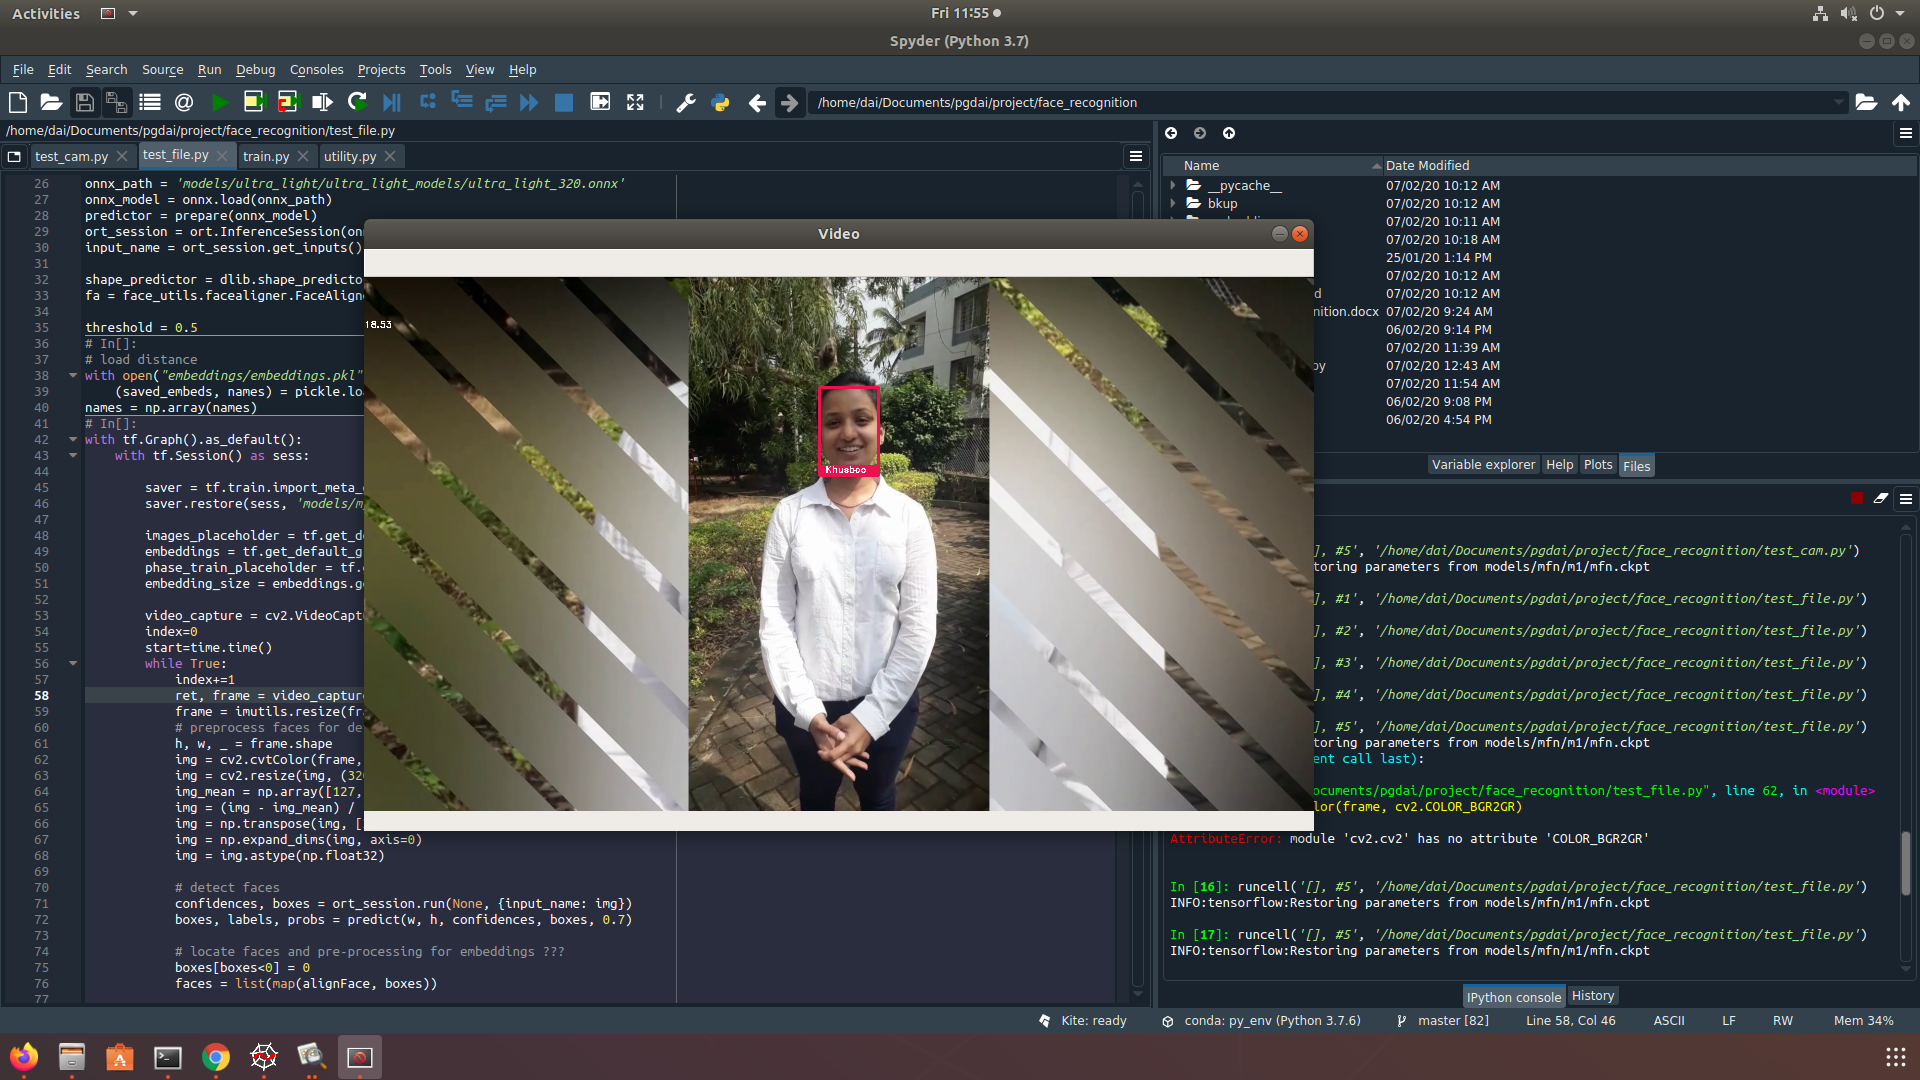 Activities
Fri 11:55
Spyder (Python 3.7)
File Edit Search Source Run Debug Consoles Projects Tools View Help
/home/dai/Documents/pgdai/project/face_recognition
/home/dai/Documents/pgdai/project/face_recognition/test_file.py
test_cam.py test_file.py train.py utility.py
26 onnx_path = 'models/ultra_light/ultra_light_models/ultra_light_320.onnx'
27 onnx_model = onnx.load(onnx_path)
28 predictor = prepare(onnx_model)
29 ort_session = ort.InferenceSession(on
30 input_name = ort_session.get_inputs()
31
32 shape_predictor = dlib.shape_predicto
33 fa = face_utils.facealigner.FaceAlign
34
35 threshold = 0.5
36 # In[]:
37 # load distance
38 with open("embeddings/embeddings.pkl"
39 (saved_embeds, names) = pickle.lo
40 names = np.array(names)
41 # In[]:
42 with tf.Graph().as_default():
43 with tf.Session() as sess:
44
45 saver = tf.train.import_meta_
46 saver.restore(sess, 'models/m
47
48 images_placeholder = tf.get_d
49 embeddings = tf.get_default_g
50 phase_train_placeholder = tf.
51 embedding_size = embeddings.g
52
53 video_capture = cv2.VideoCapt
54 index=0
55 start=time.time()
56 while True:
57 index+=1
58 ret, frame = video_capture
59 frame = imutils.resize(fr
60 # preprocess faces for de
61 h, w, _ = frame.shape
62 img = cv2.cvtColor(frame,
63 img = cv2.resize(img, (32
64 img_mean = np.array([127,
65 img = (img - img_mean) /
66 img = np.transpose(img, [
67 img = np.expand_dims(img, axis=0)
68 img = img.astype(np.float32)
69
70 # detect faces
71 confidences, boxes = ort_session.run(None, {input_name: img})
72 boxes, labels, probs = predict(w, h, confidences, boxes, 0.7)
73
74 # locate faces and pre-processing for embeddings ???
75 boxes[boxes<0] = 0
76 faces = list(map(alignFace, boxes))
77
Video
18.53
Khusboo
Name Date Modified
__pycache__ 07/02/20 10:12 AM
bkup 07/02/20 10:12 AM
07/02/20 10:11 AM
07/02/20 10:18 AM
25/01/20 1:14 PM
07/02/20 10:12 AM
d 07/02/20 10:12 AM
nition.docx 07/02/20 9:24 AM
06/02/20 9:14 PM
07/02/20 11:39 AM
py 07/02/20 12:43 AM
07/02/20 11:54 AM
06/02/20 9:08 PM
06/02/20 4:54 PM
Variable explorer Help Plots Files
], #5', '/home/dai/Documents/pgdai/project/face_recognition/test_cam.py')
toring parameters from models/mfn/m1/mfn.ckpt
], #1', '/home/dai/Documents/pgdai/project/face_recognition/test_file.py')
], #2', '/home/dai/Documents/pgdai/project/face_recognition/test_file.py')
], #3', '/home/dai/Documents/pgdai/project/face_recognition/test_file.py')
], #4', '/home/dai/Documents/pgdai/project/face_recognition/test_file.py')
], #5', '/home/dai/Documents/pgdai/project/face_recognition/test_file.py')
toring parameters from models/mfn/m1/mfn.ckpt
ent call last):
ocuments/pgdai/project/face_recognition/test_file.py", line 62, in <module>
lor(frame, cv2.COLOR_BGR2GR)
AttributeError: module 'cv2.cv2' has no attribute 'COLOR_BGR2GR'
In [16]: runcell('[], #5', '/home/dai/Documents/pgdai/project/face_recognition/test_file.py')
INFO:tensorflow:Restoring parameters from models/mfn/m1/mfn.ckpt
In [17]: runcell('[], #5', '/home/dai/Documents/pgdai/project/face_recognition/test_file.py')
INFO:tensorflow:Restoring parameters from models/mfn/m1/mfn.ckpt
IPython console History
Kite: ready conda: py_env (Python 3.7.6) master [82] Line 58, Col 46 ASCII LF RW Mem 34%